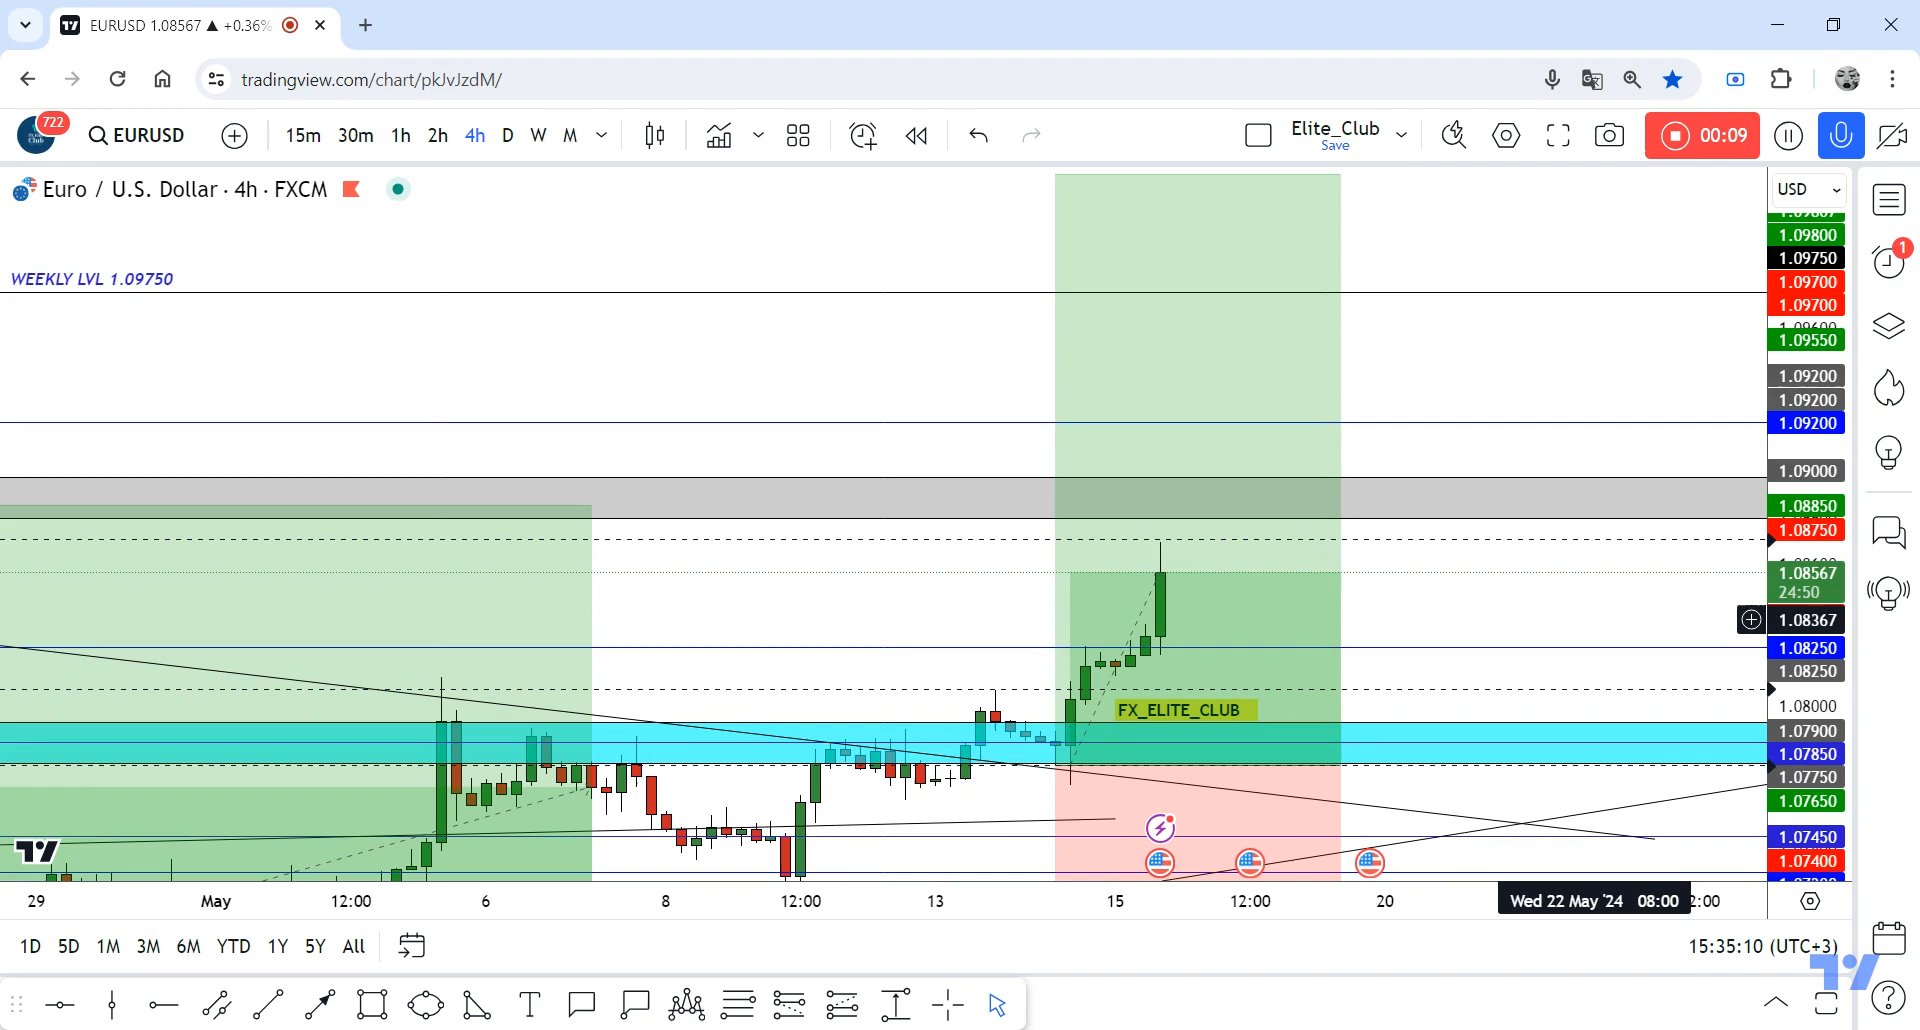 EURUSD 1.08567 ▲ +0.36%
tradingview.com/chart/pkJvJzdM/
722
EURUSD
15m 30m 1h 2h 4h D W M
Elite_Club
Save
00:09
Euro / U.S. Dollar · 4h · FXCM
USD
WEEKLY LVL 1.09750
1.09800
1.09750
1.09700
1.09700
1.09550
1.09200
1.09200
1.09200
1.09000
1.08850
1.08750
1.08567
24:50
1.08367
1.08250
1.08250
1.08000
1.07900
1.07850
1.07750
1.07650
1.07450
1.07400
1
FX_ELITE_CLUB
29 May 12:00 6 8 12:00 13 15 12:00 20 Wed 22 May '24 08:00 2:00
1D 5D 1M 3M 6M YTD 1Y 5Y All
15:35:10 (UTC+3)